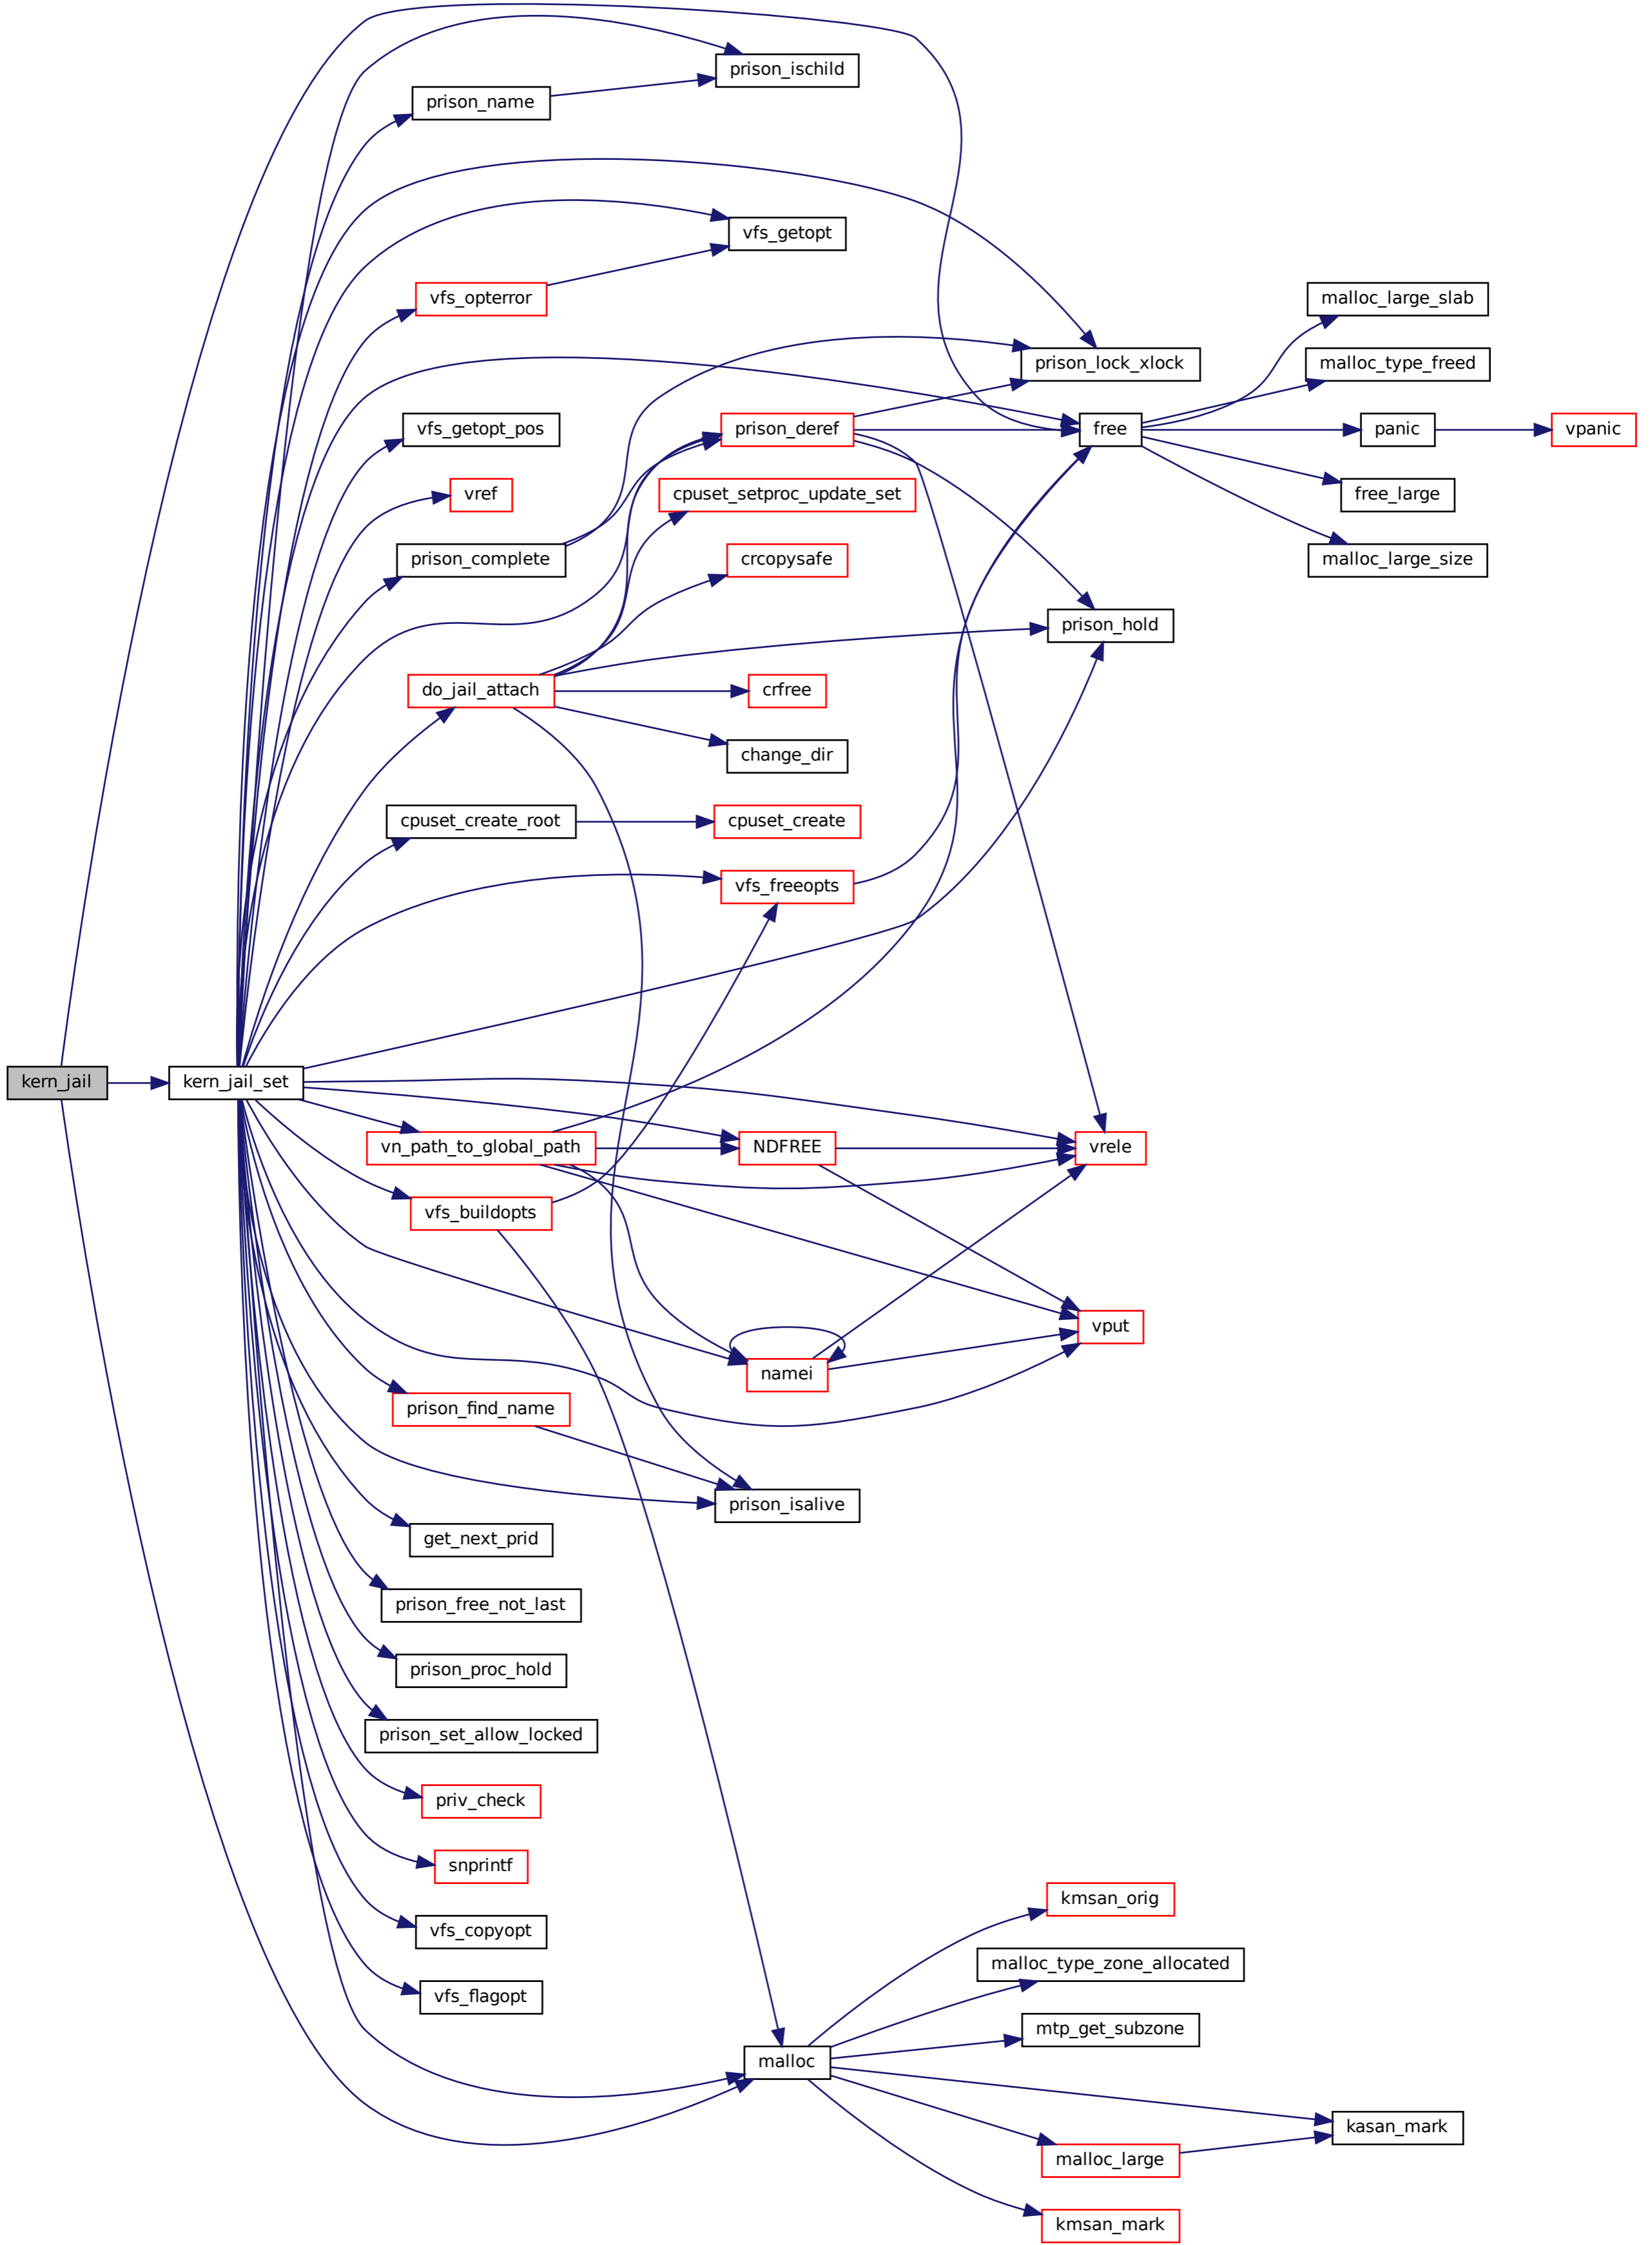 prison_ischild
prison_name
vfs_getopt
vfs_opterror
malloc_large_slab
prison_lock_xlock
malloc_type_freed
vfs_getopt_pos
prison_deref
free
panic
vpanic
vref
cpuset_setproc_update_set
free_large
prison_complete
crcopysafe
malloc_large_size
prison_hold
do_jail_attach
crfree
change_dir
cpuset_create_root
cpuset_create
vfs_freeopts
kern_jail
kern_jail_set
vn_path_to_global_path
NDFREE
vrele
vfs_buildopts
vput
namei
prison_find_name
prison_isalive
get_next_prid
prison_free_not_last
prison_proc_hold
prison_set_allow_locked
priv_check
snprintf
kmsan_orig
vfs_copyopt
malloc_type_zone_allocated
vfs_flagopt
mtp_get_subzone
malloc
kasan_mark
malloc_large
kmsan_mark